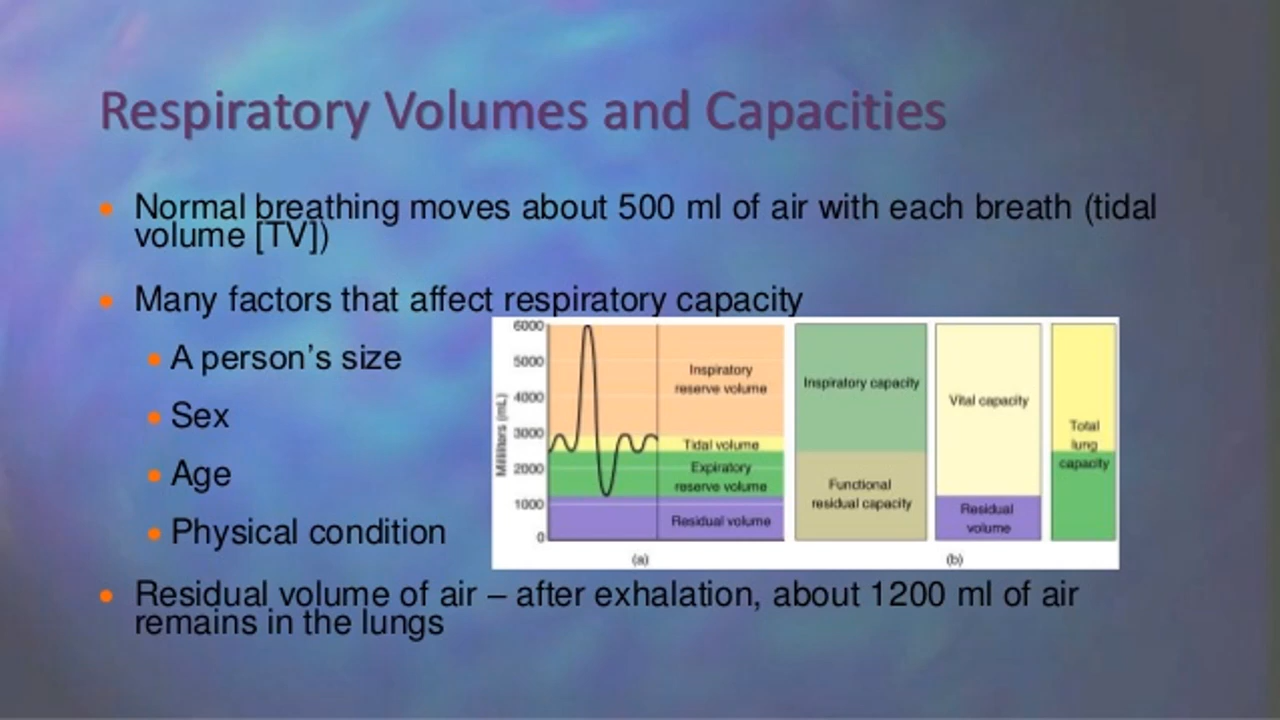 Respiratory Volumes and Capacities
• Normal breathing moves about 500 ml of air with each breath (tidal
volume [TV])
• Many factors that affect respiratory capacity
• A person’s size
• Sex
• Age
• Physical condition
Milliliters (mL)
6000
5000
4000
3000
2000
1000
0
Inspiratory
reserve volume
Tidal volume
Expiratory
reserve volume
Residual volume
(a)
Inspiratory capacity
Functional
residual capacity
Vital capacity
Residual
volume
Total
lung
capacity
(b)
• Residual volume of air – after exhalation, about 1200 ml of air
remains in the lungs